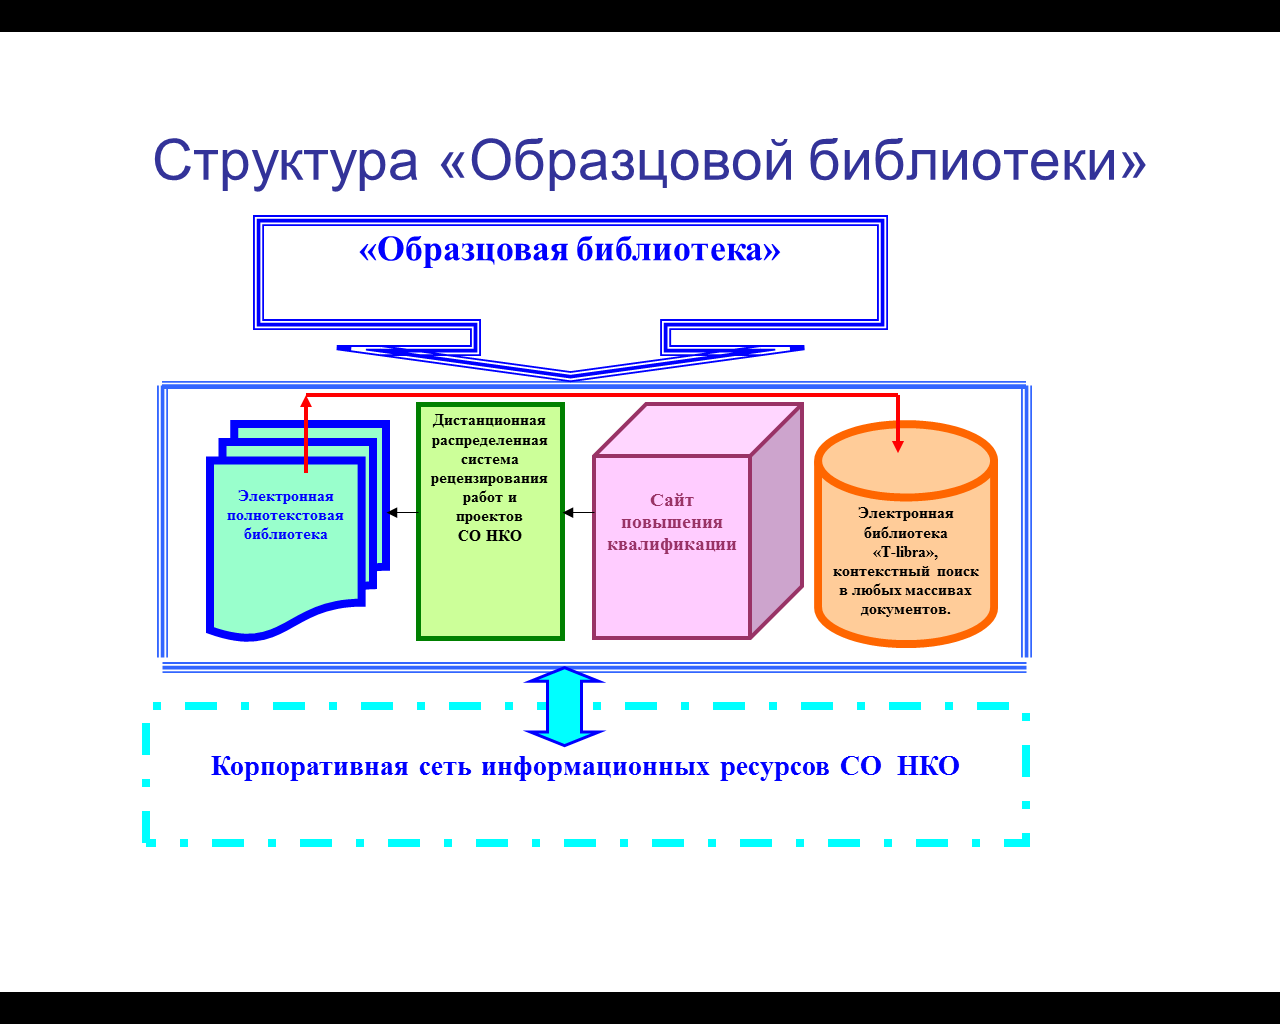 Структура «Образцовой библиотеки»
«Образцовая библиотека»
Электронная
полнотекстовая
библиотека
Дистанционная
распределенная
система
рецензирования
работ и
проектов
СО НКО
Сайт
повышения
квалификации
Электронная
библиотека
«T-libra»,
контекстный поиск
в любых массивах
документов.
Корпоративная сеть информационных ресурсов СО НКО